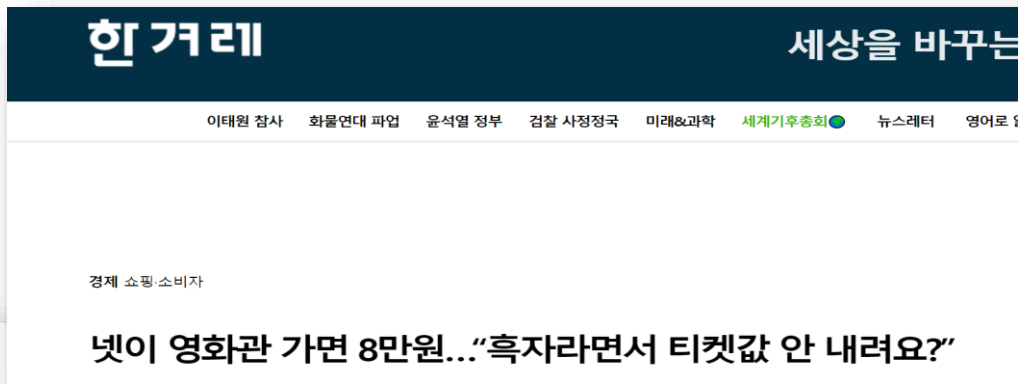 한겨레
세상을 바꾸는
이태원 참사 화물연대 파업 윤석열 정부 검찰 사정정국 미래&과학 세계기후총회 뉴스레터 영어로
경제 쇼핑·소비자
넷이 영화관 가면 8만원…“흑자라면서 티켓값 안 내려요?”